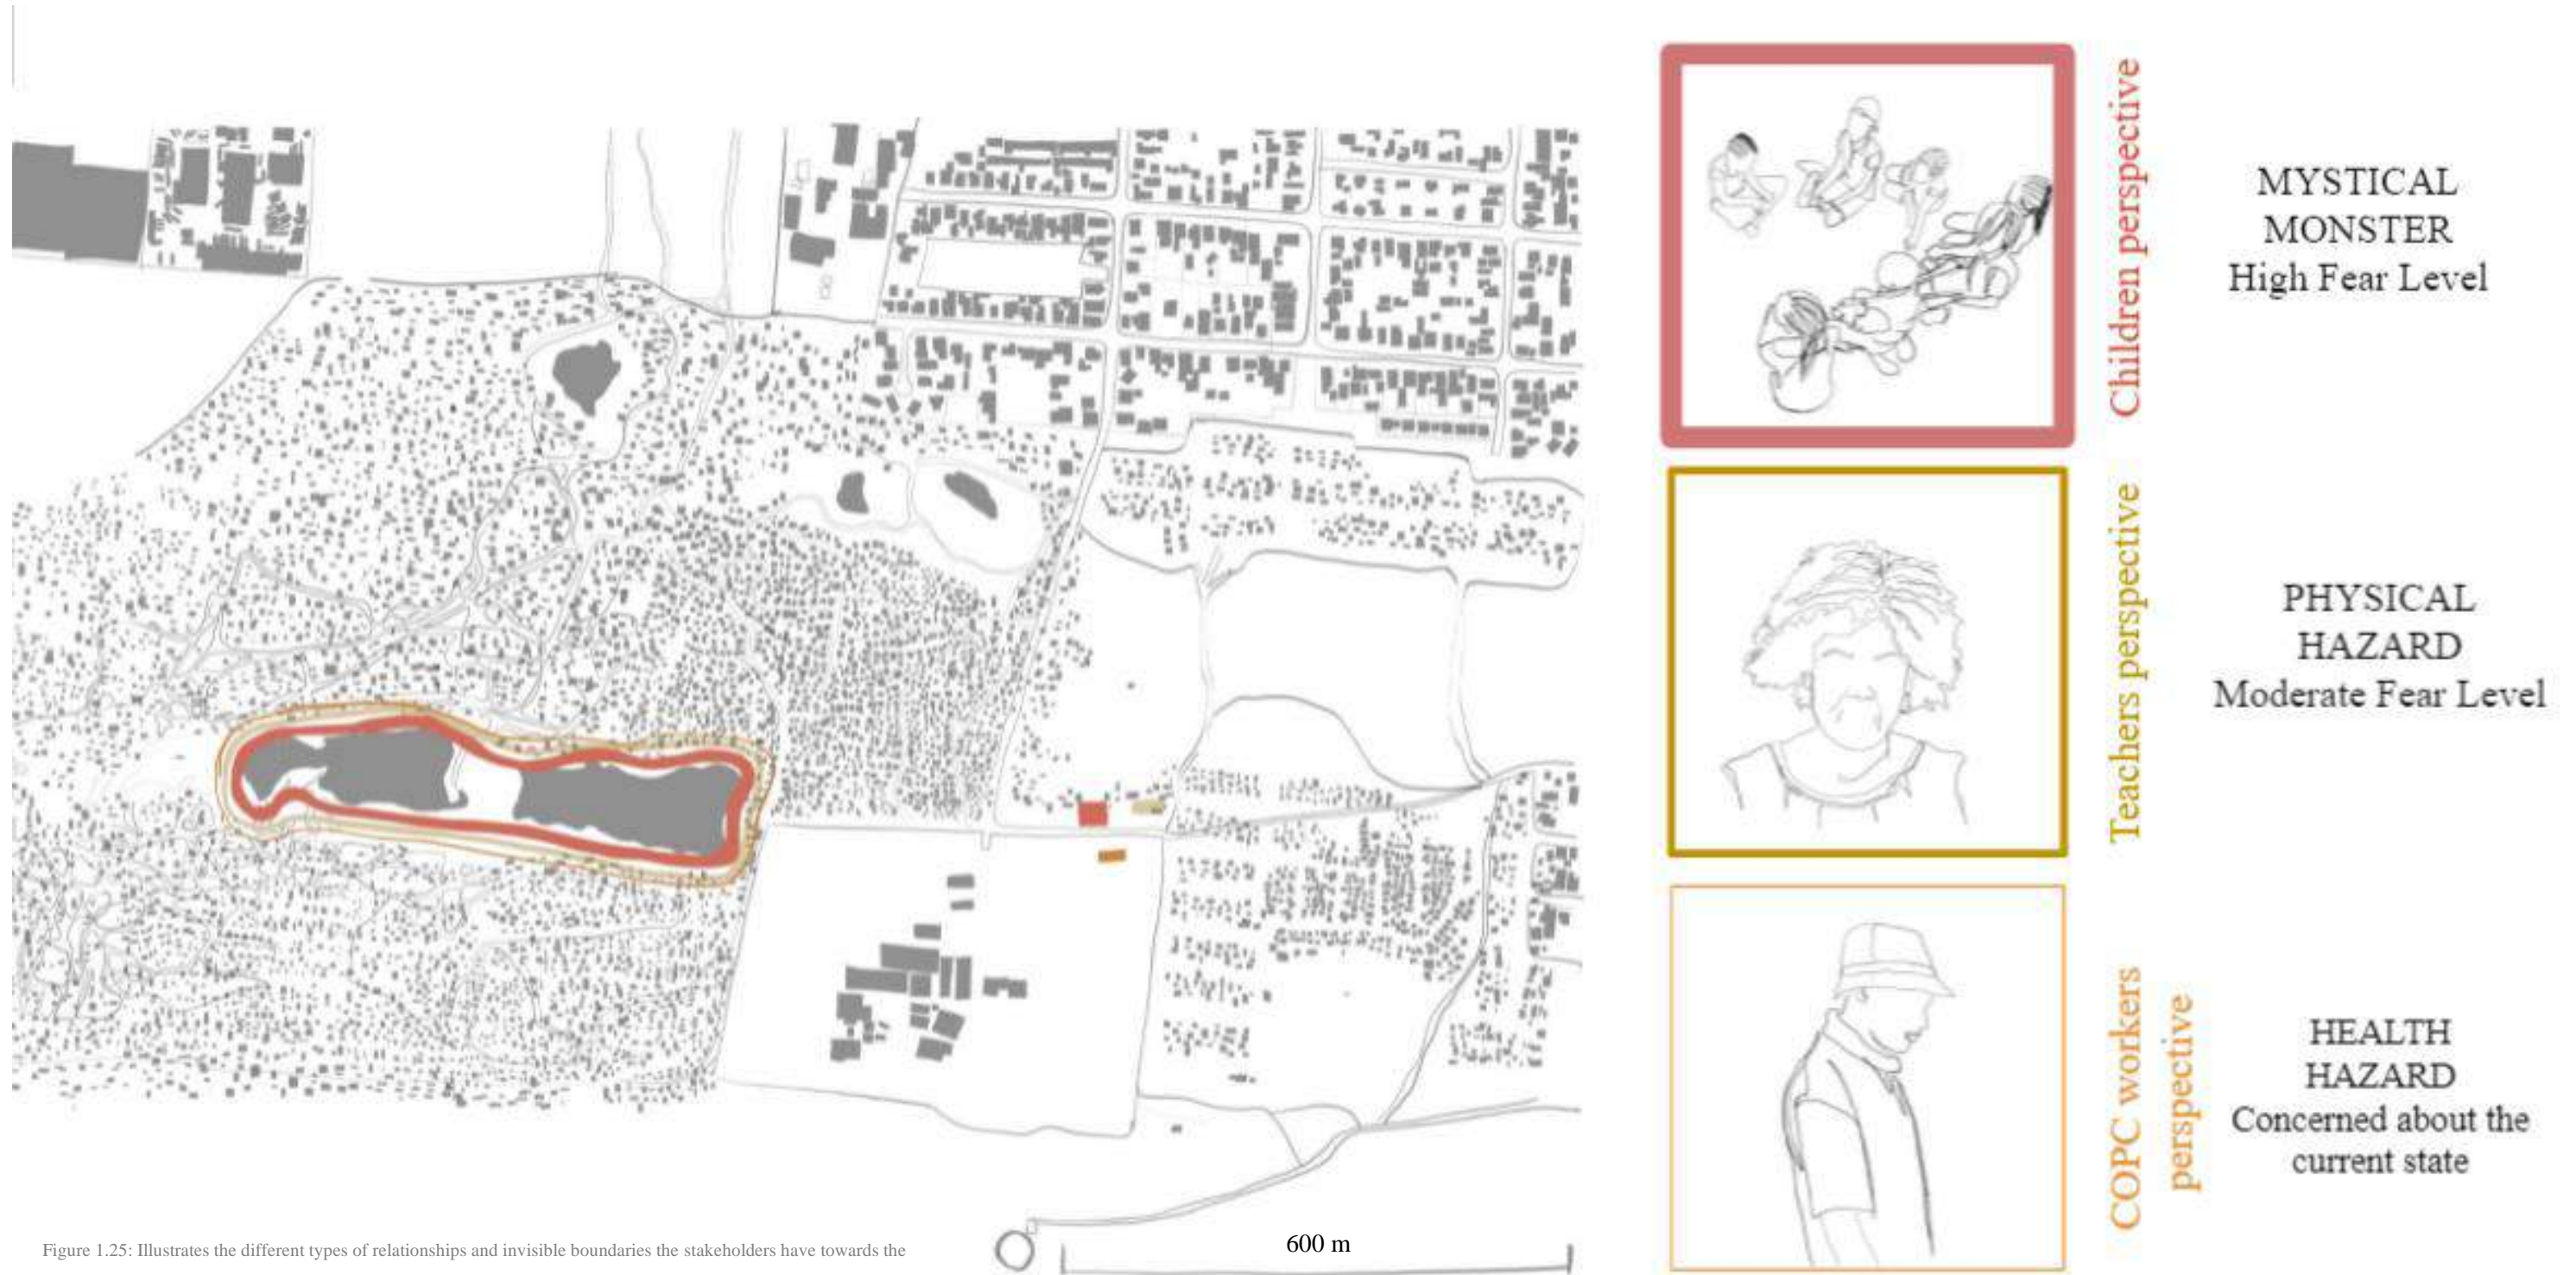 Children perspective
MYSTICAL
MONSTER
High Fear Level
Teachers perspective
PHYSICAL
HAZARD
Moderate Fear Level
COPC workers
perspective
HEALTH
HAZARD
Concerned about the
current state
600 m
Figure 1.25: Illustrates the different types of relationships and invisible boundaries the stakeholders have towards the